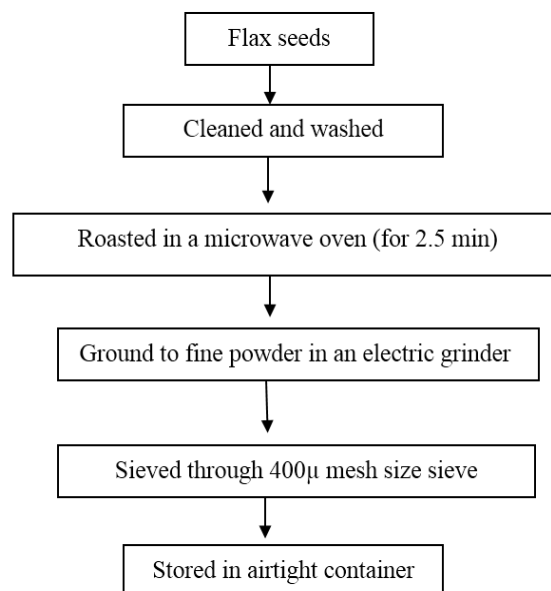 Flax seeds
Cleaned and washed
Roasted in a microwave oven (for 2.5 min)
Ground to fine powder in an electric grinder
Sieved through 400μ mesh size sieve
Stored in airtight container